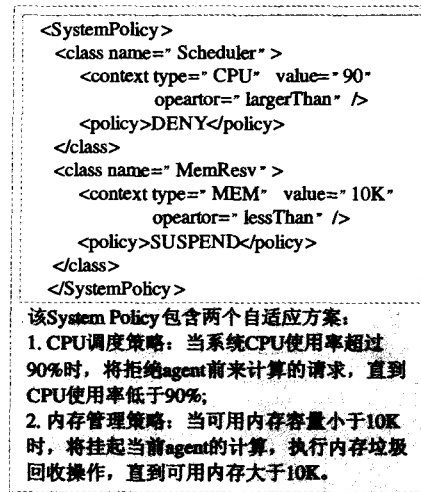 <SystemPolicy>
<class name=" Scheduler" >
<context type=" CPU" value=" 90"
opeartor=" largerThan" />
<policy>DENY</policy>
</class>
<class name=" MemResv" >
<context type=" MEM" value=" 10K"
opeartor=" lessThan" />
<policy>SUSPEND</policy>
</class>
</SystemPolicy>
该System Policy包含两个自适应方案：
1. CPU调度策略：当系统CPU使用率超过
90%时，将拒绝agent前来计算的请求，直到
CPU使用率低于90%;
2. 内存管理策略：当可用内存容量小于10K
时，将挂起当前agent的计算，执行内存垃圾
回收操作，直到可用内存大于10K。